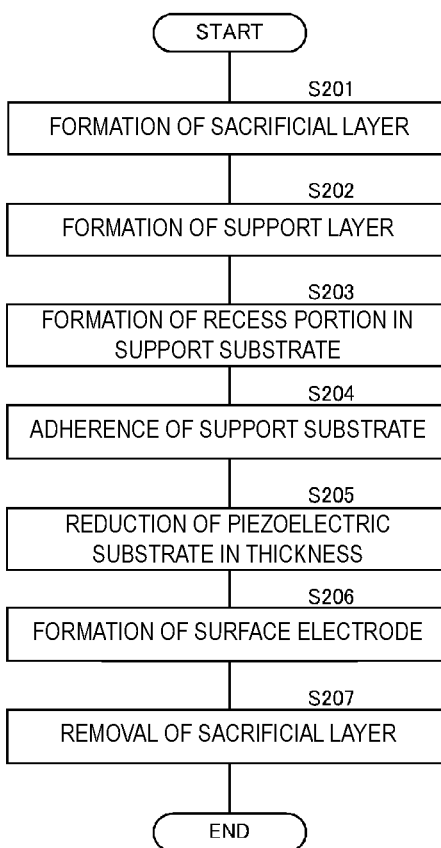 START
S201
FORMATION OF SACRIFICIAL LAYER
S202
FORMATION OF SUPPORT LAYER
S203
FORMATION OF RECESS PORTION IN
SUPPORT SUBSTRATE
S204
ADHERENCE OF SUPPORT SUBSTRATE
S205
REDUCTION OF PIEZOELECTRIC
SUBSTRATE IN THICKNESS
S206
FORMATION OF SURFACE ELECTRODE
S207
REMOVAL OF SACRIFICIAL LAYER
END